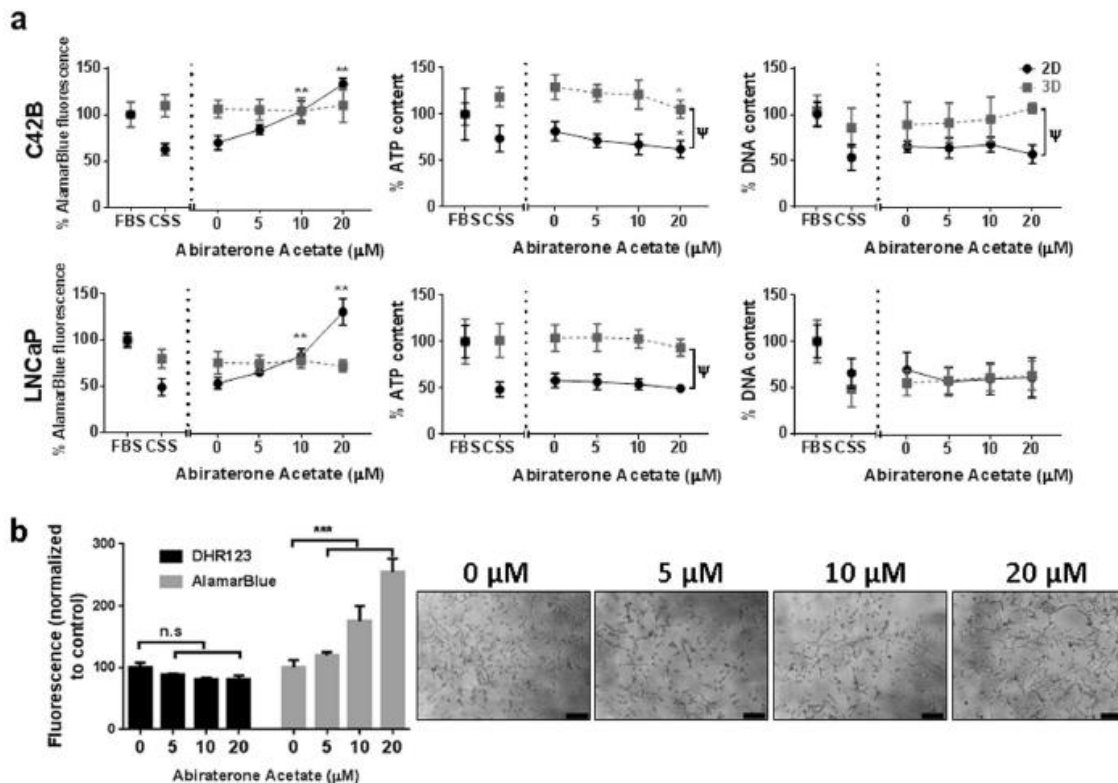 a
C42B
% AlamarBlue fluorescence
150
100
50
0
FBS CSS
0 5 10 20
Abiraterone Acetate (μM)
** **
% ATP content
150
100
50
0
FBS CSS
0 5 10 20
Abiraterone Acetate (μM)
*
*
Ψ
% DNA content
150
100
50
0
FBS CSS
0 5 10 20
Abiraterone Acetate (μM)
2D
3D
Ψ
LNCaP
% AlamarBlue fluorescence
150
100
50
0
FBS CSS
0 5 10 20
Abiraterone Acetate (μM)
** **
% ATP content
150
100
50
0
FBS CSS
0 5 10 20
Abiraterone Acetate (μM)
Ψ
% DNA content
150
100
50
0
FBS CSS
0 5 10 20
Abiraterone Acetate (μM)
b
Fluorescence (normalized
to control)
300
200
100
0
DHR123
AlamarBlue
n.s
***
0 5 10 20 0 5 10 20
Abiraterone Acetate (μM)
0 μM 5 μM 10 μM 20 μM